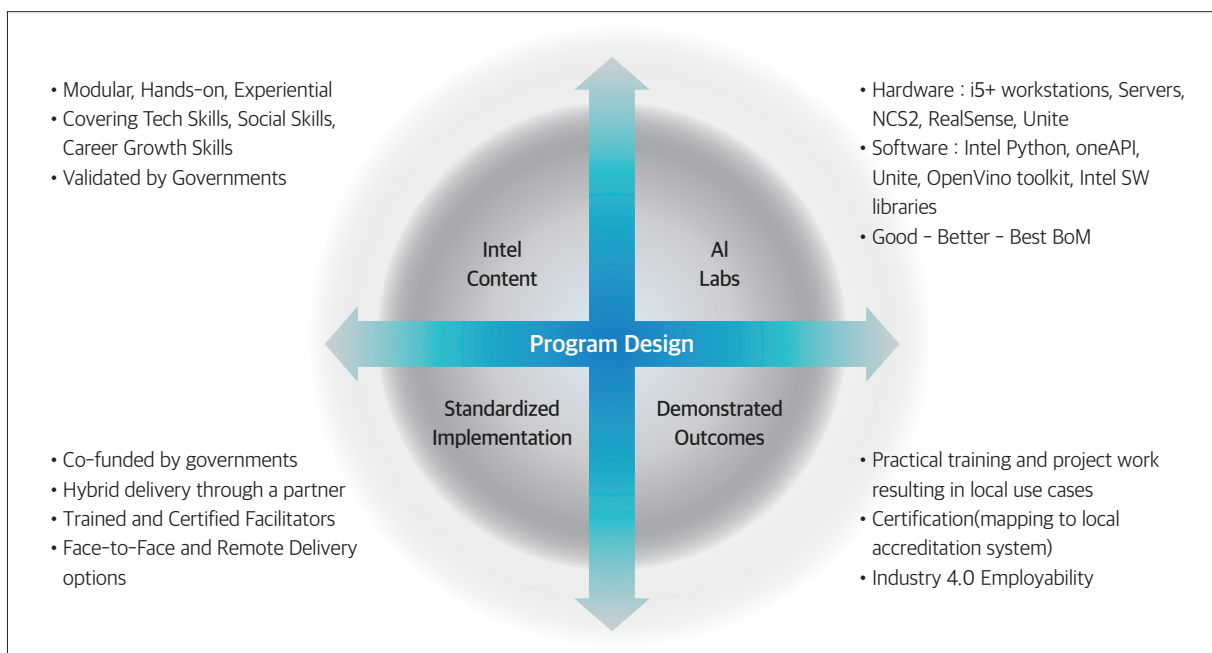 • Modular, Hands-on, Experiential
• Covering Tech Skills, Social Skills,
Career Growth Skills
• Validated by Governments
• Hardware : i5+ workstations, Servers,
NCS2, RealSense, Unite
• Software : Intel Python, oneAPI,
Unite, OpenVino toolkit, Intel SW
libraries
• Good - Better - Best BoM
Intel
Content
AI
Labs
Program Design
Standardized
Implementation
Demonstrated
Outcomes
• Co-funded by governments
• Hybrid delivery through a partner
• Trained and Certified Facilitators
• Face-to-Face and Remote Delivery
options
• Practical training and project work
resulting in local use cases
• Certification(mapping to local
accreditation system)
• Industry 4.0 Employability